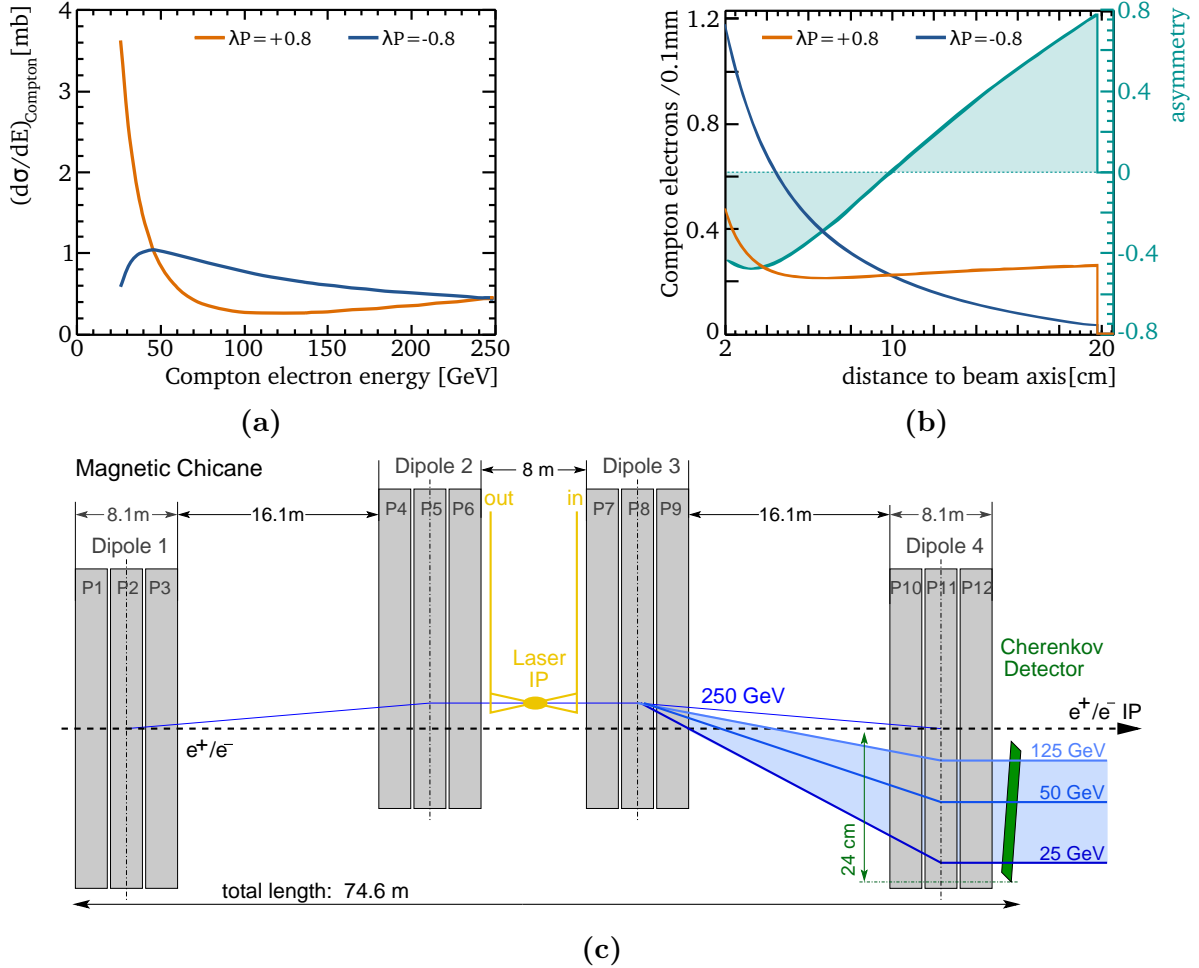 λP=+0.8 λP=-0.8
(dσ/dE)Compton[mb]
4
3
2
1
0
0 50 100 150 200 250
Compton electron energy [GeV]
(a)
λP=+0.8 λP=-0.8
Compton electrons /0.1mm
1.2
0.8
0.4
0
2 10 20
distance to beam axis[cm]
0.8
0.4
0
-0.4
-0.8
asymmetry
(b)
Magnetic Chicane
8.1m
Dipole 1
P1 P2 P3
16.1m
Dipole 2
P4 P5 P6
8 m
out in
Laser
IP
Dipole 3
P7 P8 P9
16.1m
8.1m
Dipole 4
P10 P11 P12
Cherenkov
Detector
250 GeV
e+/e− IP
e+/e−
125 GeV
50 GeV
25 GeV
24 cm
total length: 74.6 m
(c)